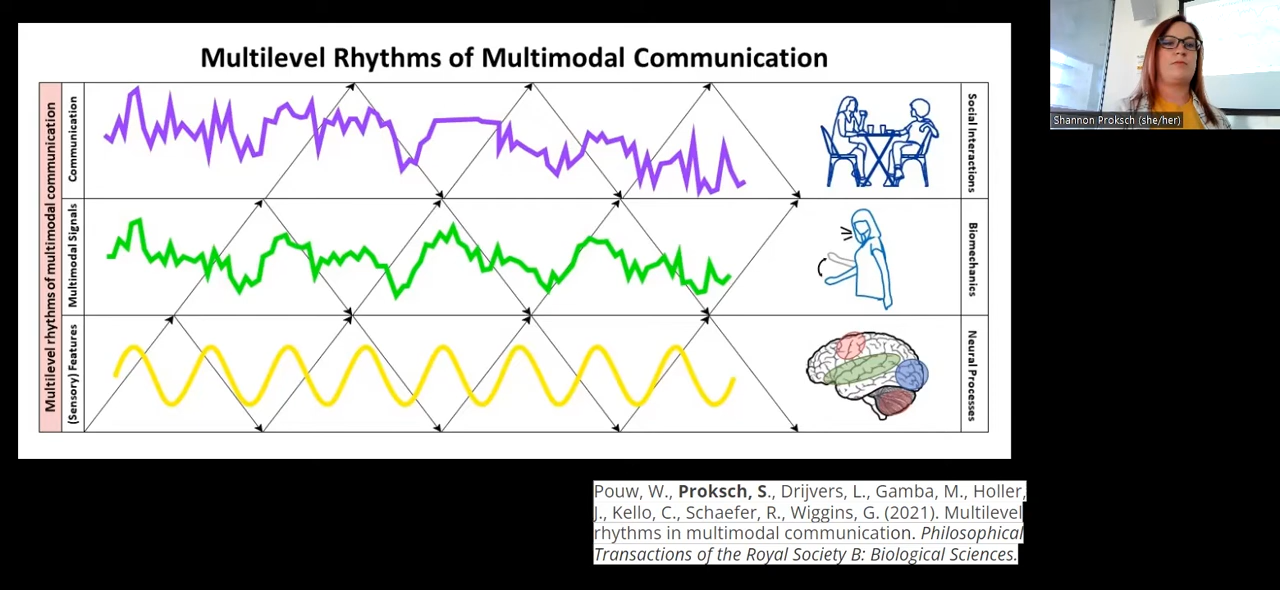 Multilevel Rhythms of Multimodal Communication
Multilevel rhythms of multimodal communication
Communication
Social Interactions
Multimodal Signals
Biomechanics
(Sensory) Features
Neural Processes
Shannon Proksch (she/her)
Pouw, W., Proksch, S., Drijvers, L., Gamba, M., Holler,
J., Kello, C., Schaefer, R., Wiggins, G. (2021). Multilevel
rhythms in multimodal communication. Philosophical
Transactions of the Royal Society B: Biological Sciences.